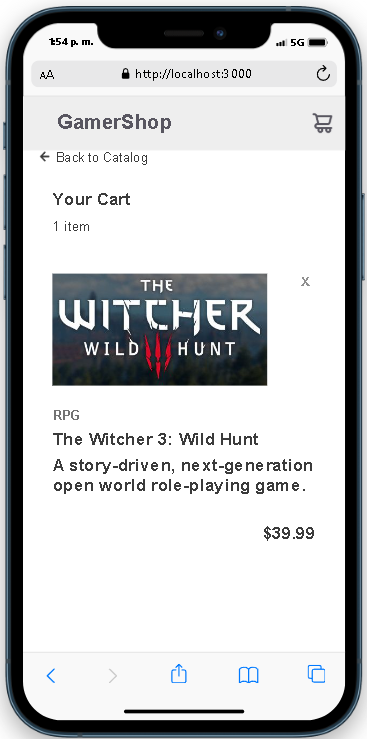 1:54 p. m.
5G
AA
http://localhost:3000
GamerShop
Back to Catalog
Your Cart
1 item
x
THE
WITCHER
WILD HUNT
RPG
The Witcher 3: Wild Hunt
A story-driven, next-generation
open world role-playing game.
$39.99